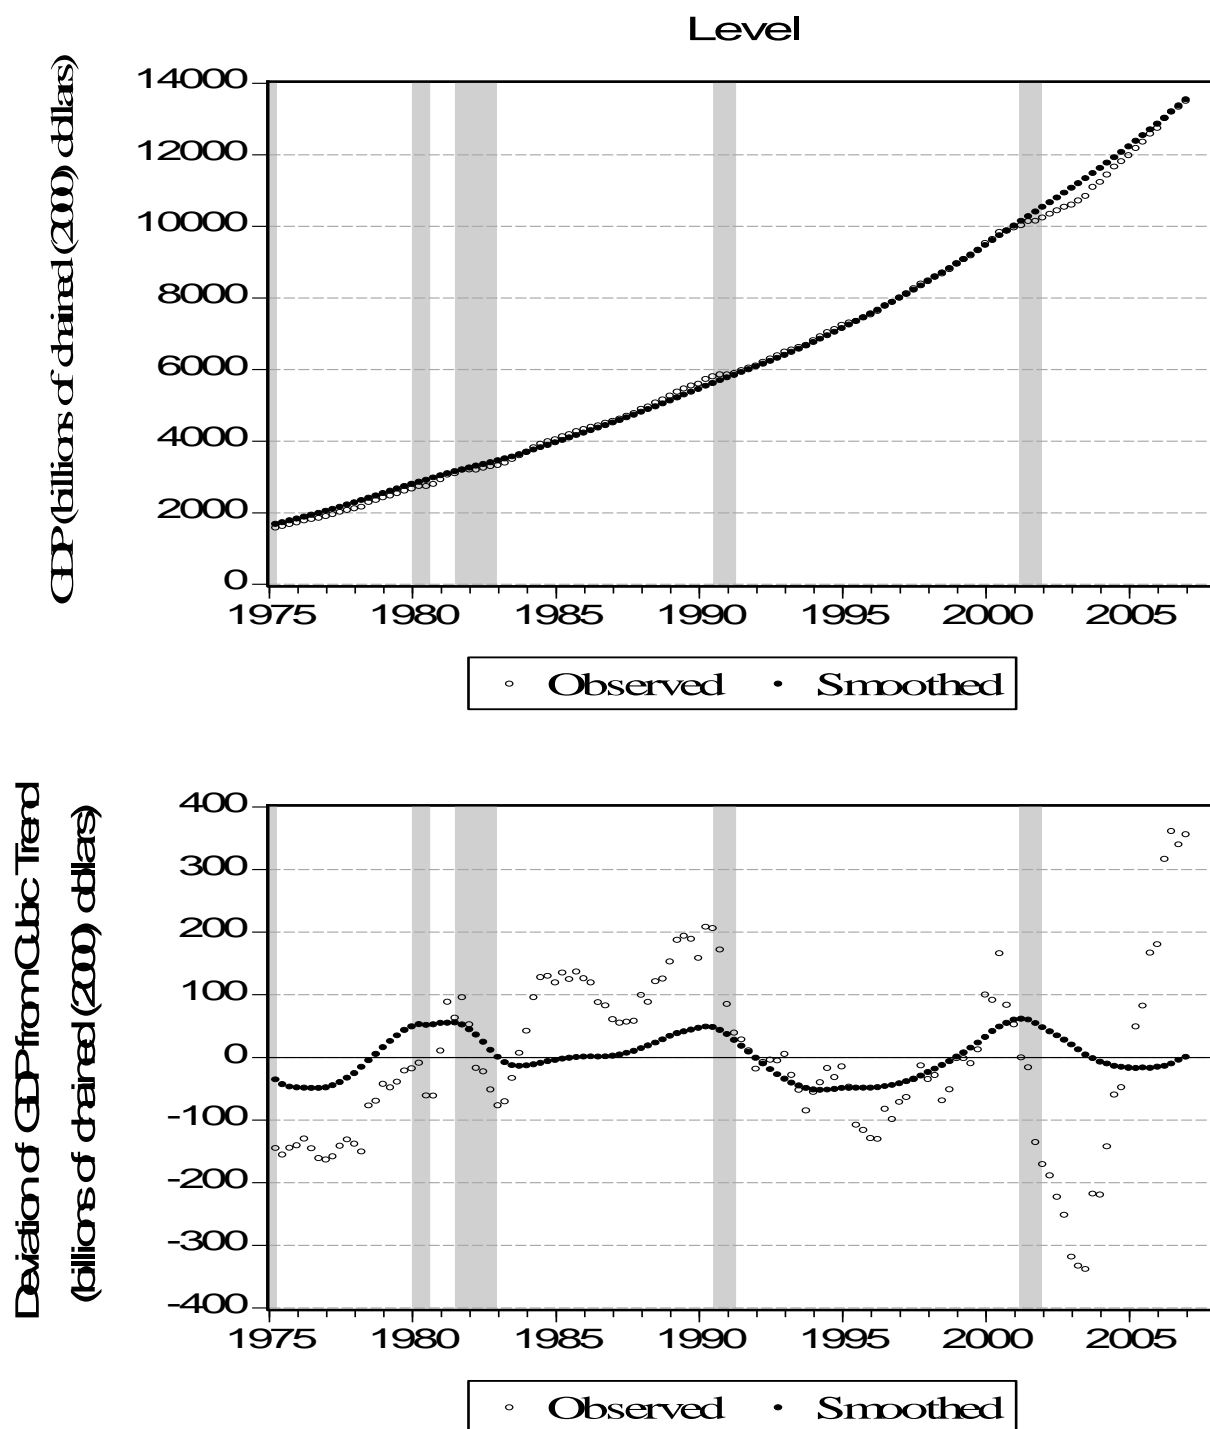 Level
GDP (billions of chained (2000) dollars)
14000
12000
10000
8000
6000
4000
2000
0
1975 1980 1985 1990 1995 2000 2005
Observed Smoothed
Deviation of GDP from Cubic Trend
(billions of chained (2000) dollars)
400
300
200
100
0
-100
-200
-300
-400
1975 1980 1985 1990 1995 2000 2005
Observed Smoothed